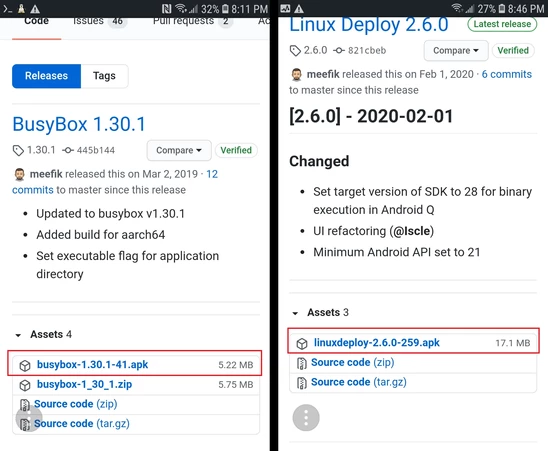 32% 8:11 PM
Code Issues 46 Pull requests 2
Releases Tags
BusyBox 1.30.1
1.30.1 445b144 Compare Verified
meefik released this on Mar 2, 2019 · 12
commits to master since this release
• Updated to busybox v1.30.1
• Added build for aarch64
• Set executable flag for application
directory
Assets 4
busybox-1.30.1-41.apk 5.22 MB
busybox-1_30_1.zip 5.75 MB
Source code (zip)
Source code (tar.gz)
27% 8:46 PM
Linux Deploy 2.6.0 Latest release
2.6.0 821cbeb Compare Verified
meefik released this on Feb 1, 2020 · 6 commits
to master since this release
[2.6.0] - 2020-02-01
Changed
• Set target version of SDK to 28 for binary
execution in Android Q
• UI refactoring (@Iscle)
• Minimum Android API set to 21
Assets 3
linuxdeploy-2.6.0-259.apk 17.1 MB
Source code (zip)
Source code (tar.gz)